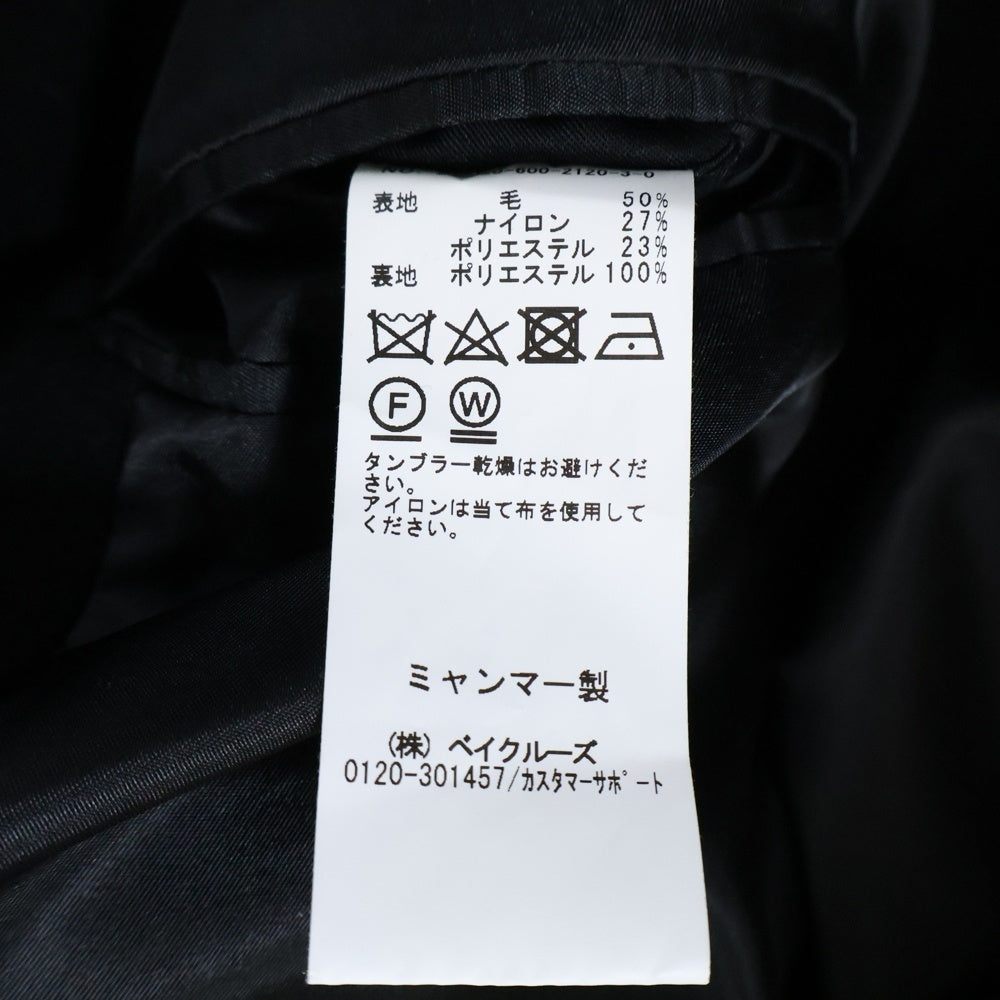 -600-2120-3-0
表地 毛 50%
ナイロン 27%
ポリエステル 23%
裏地 ポリエステル 100%
F W
タンブラー乾燥はお避けくだ
さい。
アイロンは当て布を使用して
ください。
ミャンマー製
(株) ベイクルーズ
0120-301457/カスタマーサポート